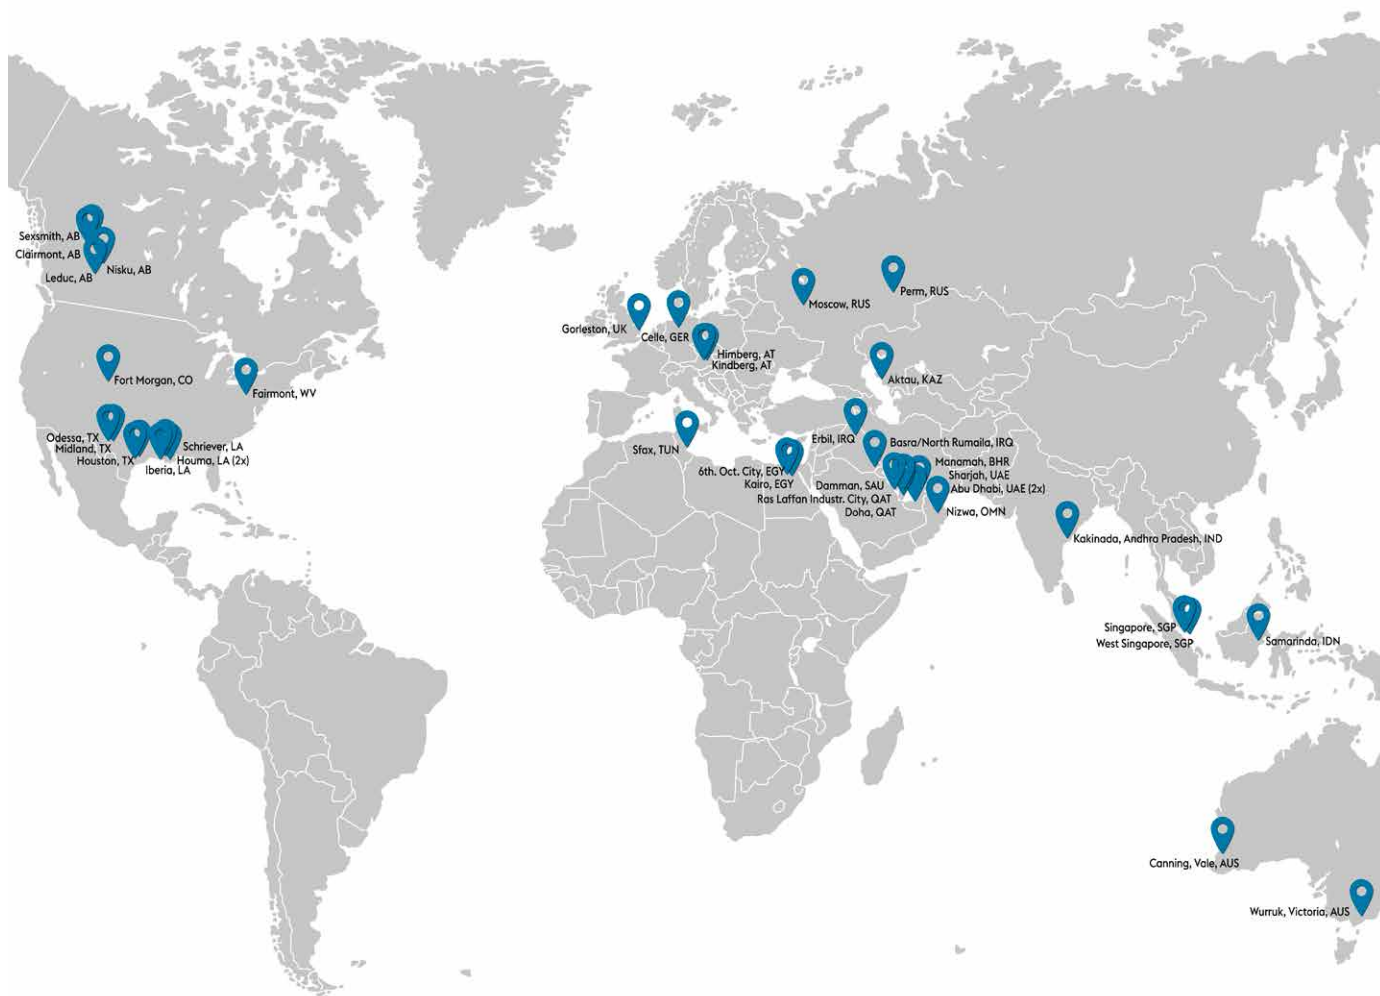 Sexsmith, AB
Clairmont, AB
Nisku, AB
Leduc, AB
Moscow, RUS
Perm, RUS
Gorleston, UK
Celle, GER
Himberg, AT
Kindberg, AT
Fort Morgan, CO
Fairmont, WV
Aktau, KAZ
Odessa, TX
Midland, TX
Houston, TX
Schriever, LA
Houma, LA (2x)
Iberia, LA
Sfax, TUN
Erbil, IRQ
Basra/North Rumaila, IRQ
6th. Oct. City, EGY
Kairo, EGY
Manamah, BHR
Sharjah, UAE
Damman, SAU
Abu Dhabi, UAE (2x)
Ras Laffan Industr. City, QAT
Doha, QAT
Nizwa, OMN
Kakinada, Andhra Pradesh, IND
Singapore, SGP
West Singapore, SGP
Samarinda, IDN
Canning, Vale, AUS
Wurruk, Victoria, AUS